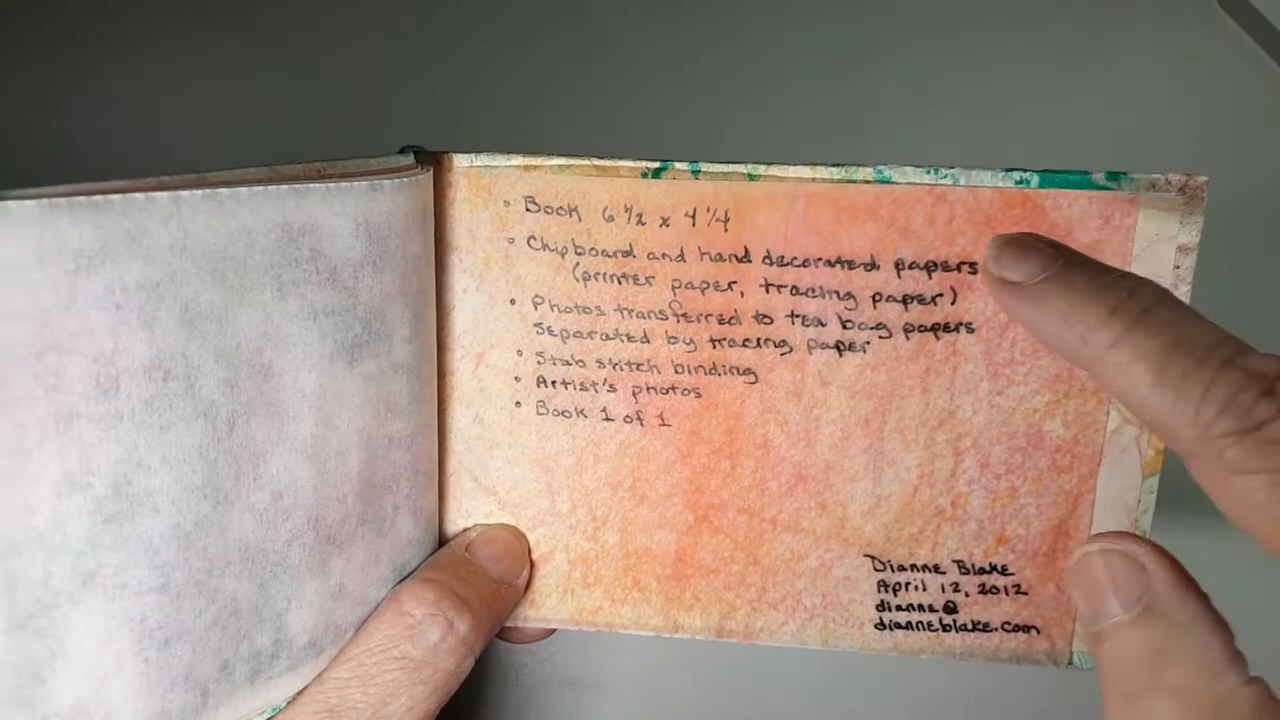 • Book 6 1/2 x 4 1/4
• Chipboard and hand decorated papers
(printer paper, tracing paper)
• Photos transferred to tea bag papers
separated by tracing paper
• Stab stitch binding
• Artist's photos
• Book 1 of 1
Dianne Blake
April 12, 2012
dianne@
dianneblake.com